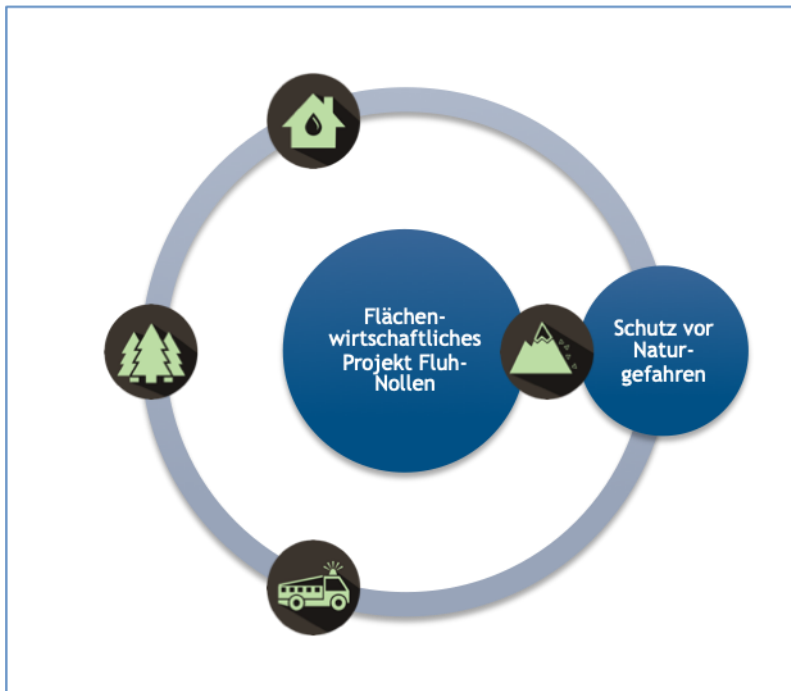 Flächen-
wirtschaftliches
Projekt Fluh-
Nollen
Schutz vor
Natur-
gefahren